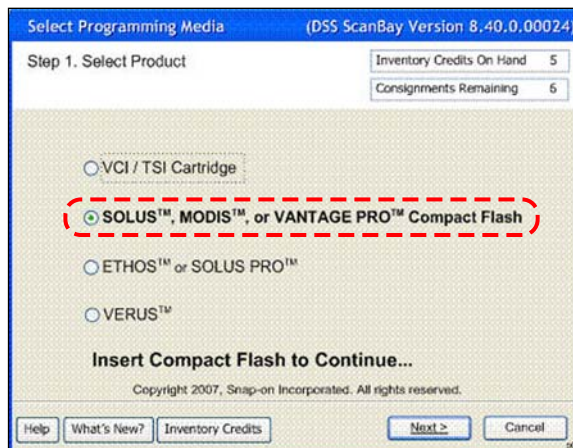 Select Programming Media (DSS ScanBay Version 8.40.0.00024)
Step 1. Select Product
Inventory Credits On Hand 5
Consignments Remaining 6
VCI / TSI Cartridge
SOLUS™, MODIS™, or VANTAGE PRO™ Compact Flash
ETHOS™ or SOLUS PRO™
VERUS™
Insert Compact Flash to Continue...
Copyright 2007, Snap-on Incorporated. All rights reserved.
Help What's New? Inventory Credits Next > Cancel